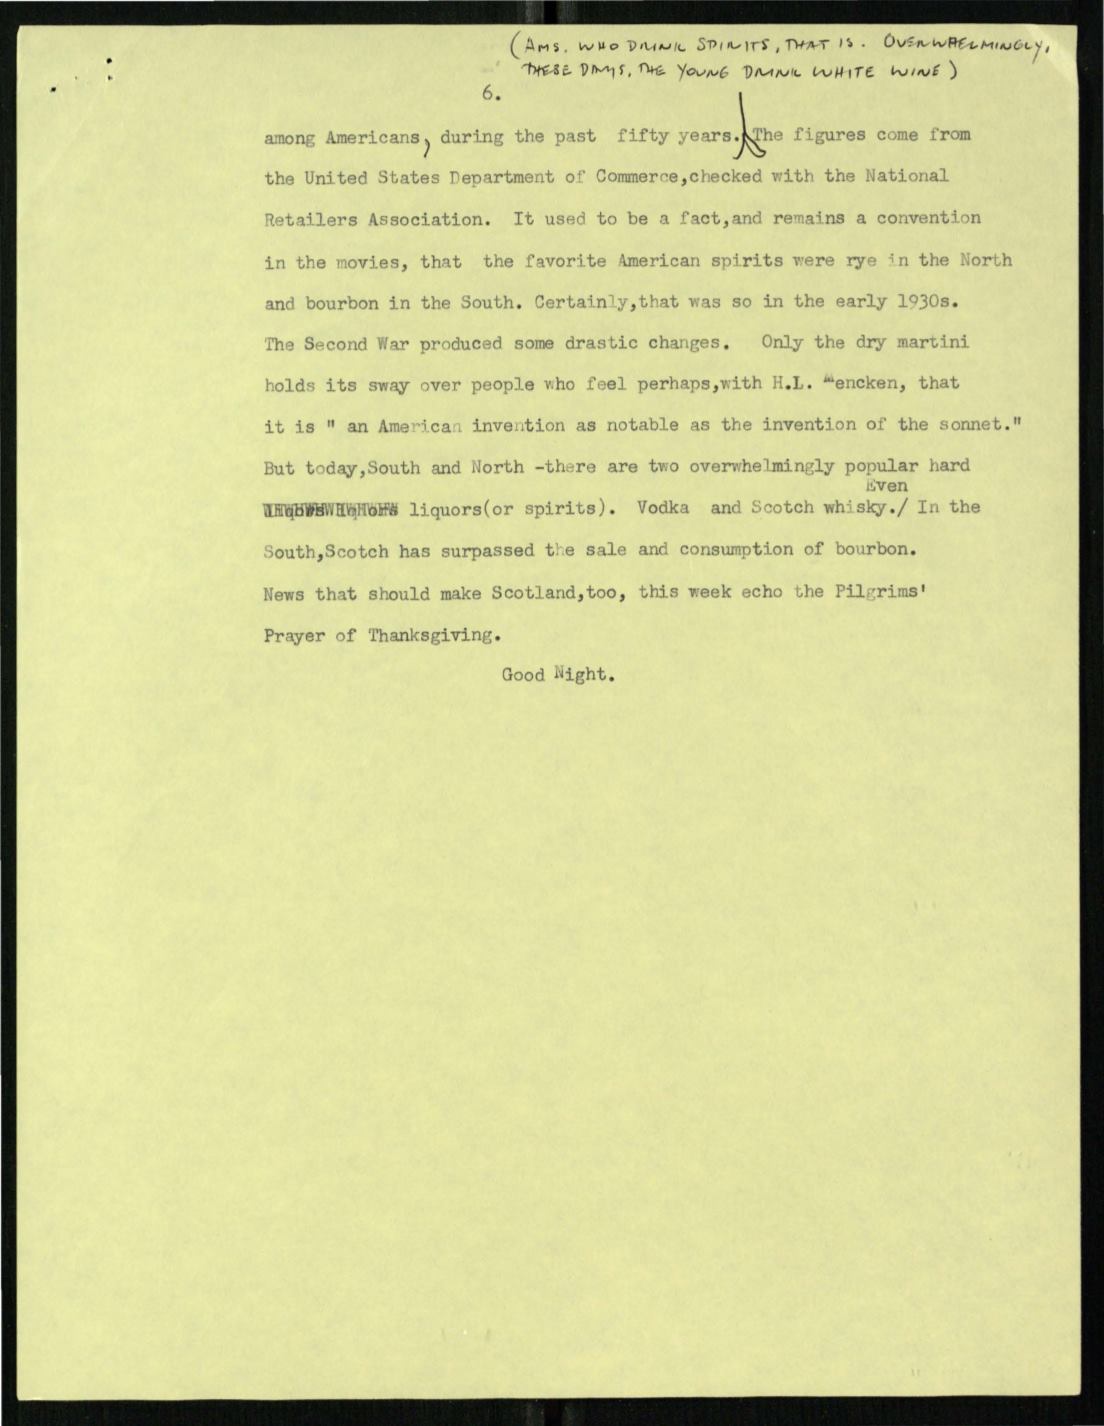 (AMS. WHO DRINK SPIRITS, THAT IS. OVERWHELMINGLY,
THESE DAYS, THE YOUNG DRINK WHITE WINE)
6.
among Americans, during the past fifty years. The figures come from
the United States Department of Commerce,checked with the National
Retailers Association. It used to be a fact,and remains a convention
in the movies, that the favorite American spirits were rye in the North
and bourbon in the South. Certainly,that was so in the early 1930s.
The Second War produced some drastic changes. Only the dry martini
holds its sway over people who feel perhaps,with H.L. Mencken, that
it is " an American invention as notable as the invention of the sonnet."
But today,South and North -there are two overwhelmingly popular hard
Even
liquors(or spirits). Vodka and Scotch whisky./ In the
South,Scotch has surpassed the sale and consumption of bourbon.
News that should make Scotland,too, this week echo the Pilgrims'
Prayer of Thanksgiving.
Good Night.